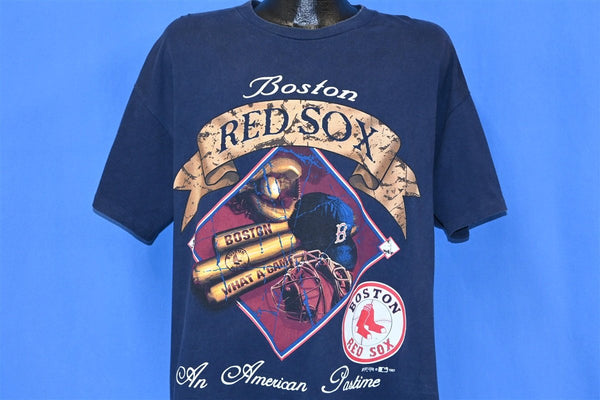 Boston
RED SOX
BOSTON
WHAT A GAME
B
BOSTON
RED SOX
An American Pastime